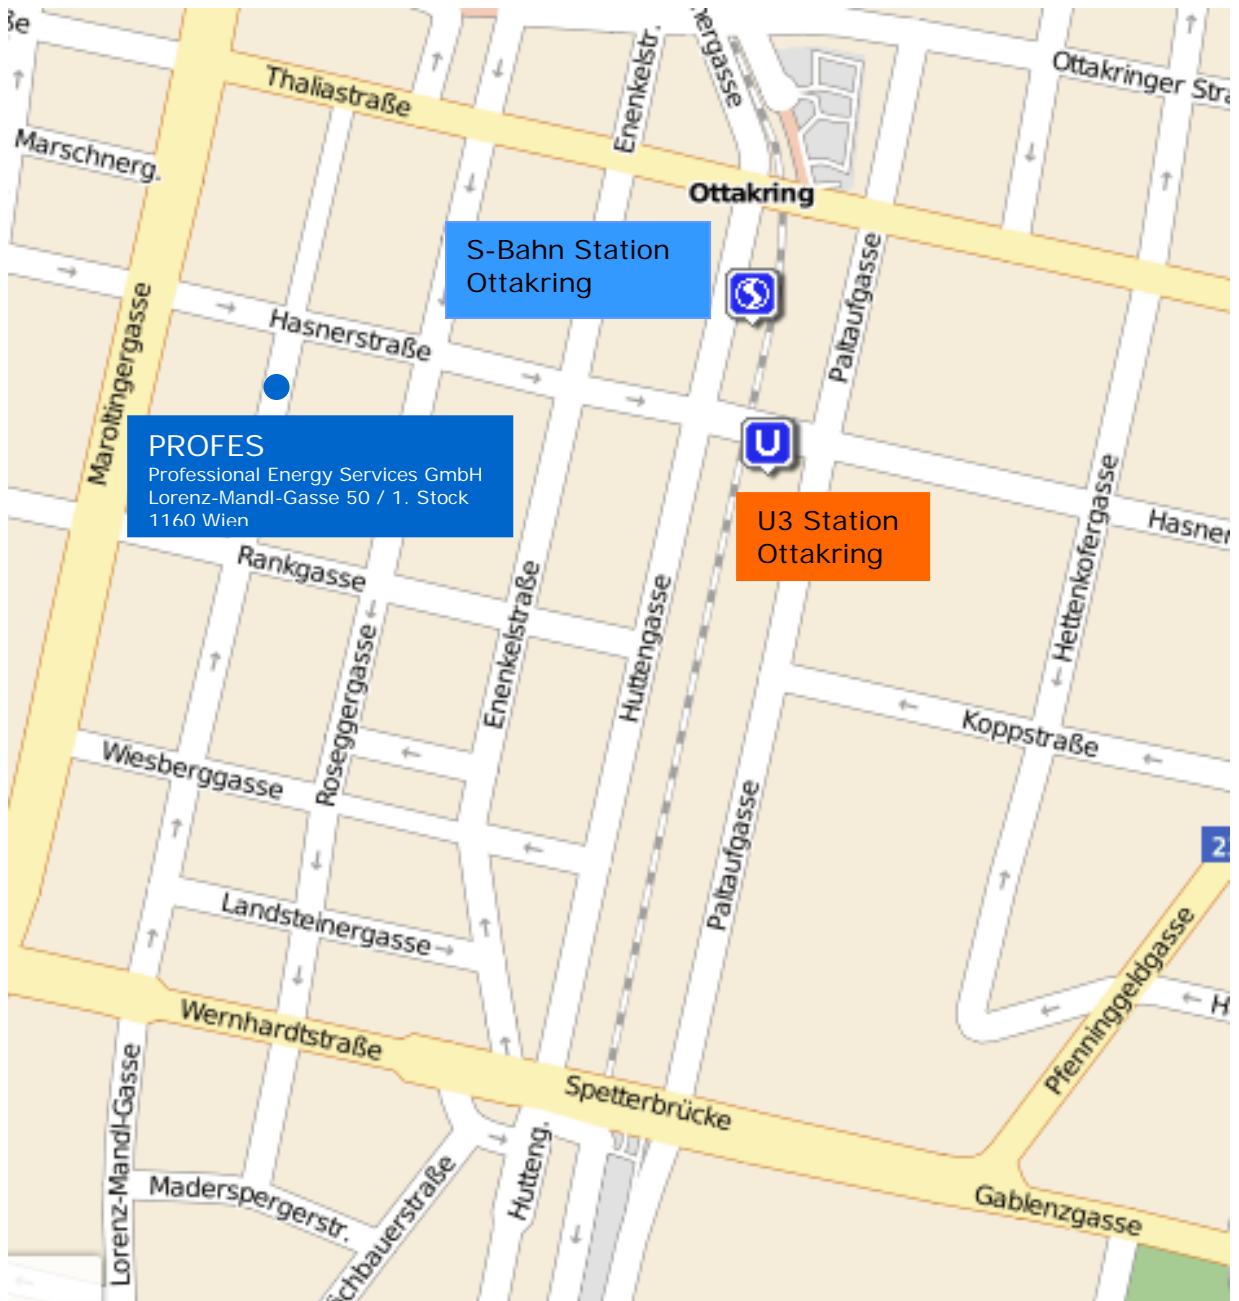 Enenkelstr.
Ottakringer Stra
Thaliastraße
Marschnerg.
Ottakring
S-Bahn Station
Ottakring
Paltaufgasse
Maroltingergasse
Hasnerstraße
U
PROFES
Professional Energy Services GmbH
Lorenz-Mandl-Gasse 50 / 1. Stock
1160 Wien
U3 Station
Ottakring
Hasner
Hettenkofergasse
Rankgasse
Enenkelstraße
Huttengasse
Roseggergasse
Koppstraße
Wiesberggasse
Paltaufgasse
2
Landsteinergasse
Pfenninggeldgasse
H
Wernhardtstraße
Spetterbrücke
Lorenz-Mandl-Gasse
Hutteng.
Maderspergerstr.
chbauerstraße
Gablenzgasse